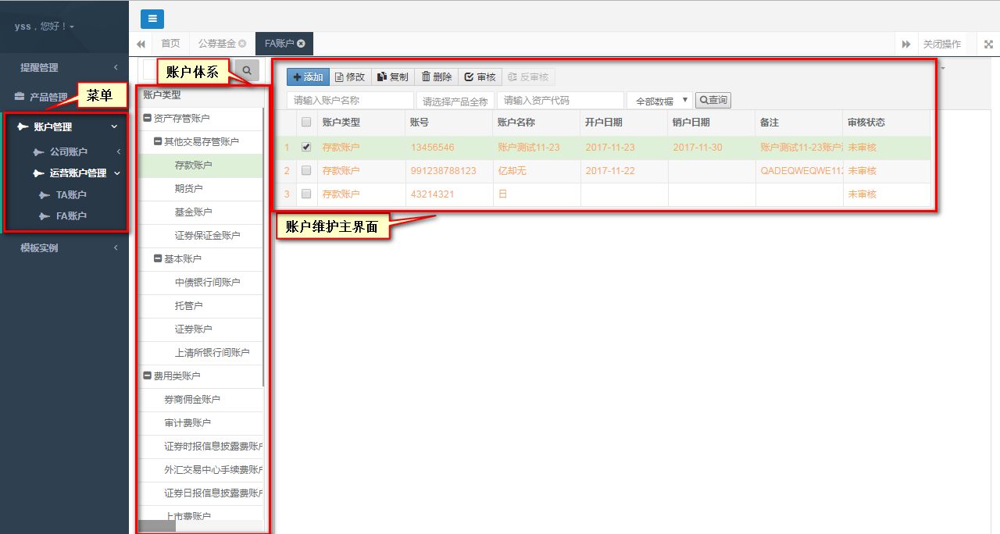 yss，您好！
提醒管理
产品管理
菜单
账户管理
公司账户
运营账户管理
TA账户
FA账户
模板实例
首页
公募基金
FA账户
关闭操作
账户体系
账户类型
资产存管账户
其他交易存管账户
存款账户
期货户
基金账户
证券保证金账户
基本账户
中债银行间账户
托管户
证券账户
上清所银行间账户
费用类账户
券商佣金账户
审计费账户
证券时报信息披露费账户
外汇交易中心手续费账户
证券日报信息披露费账户
上市费账户
添加 修改 复制 删除 审核 反审核
请输入账户名称 请选择产品全称 请输入资产代码 全部数据 查询
账户类型 账号 账户名称 开户日期 销户日期 备注 审核状态
1 存款账户 13456546 账户测试11-23 2017-11-23 2017-11-30 账户测试11-23账户 未审核
2 存款账户 991238788123 亿却无 2017-11-22 QADEQWEQWE112 未审核
3 存款账户 43214321 日 未审核
账户维护主界面